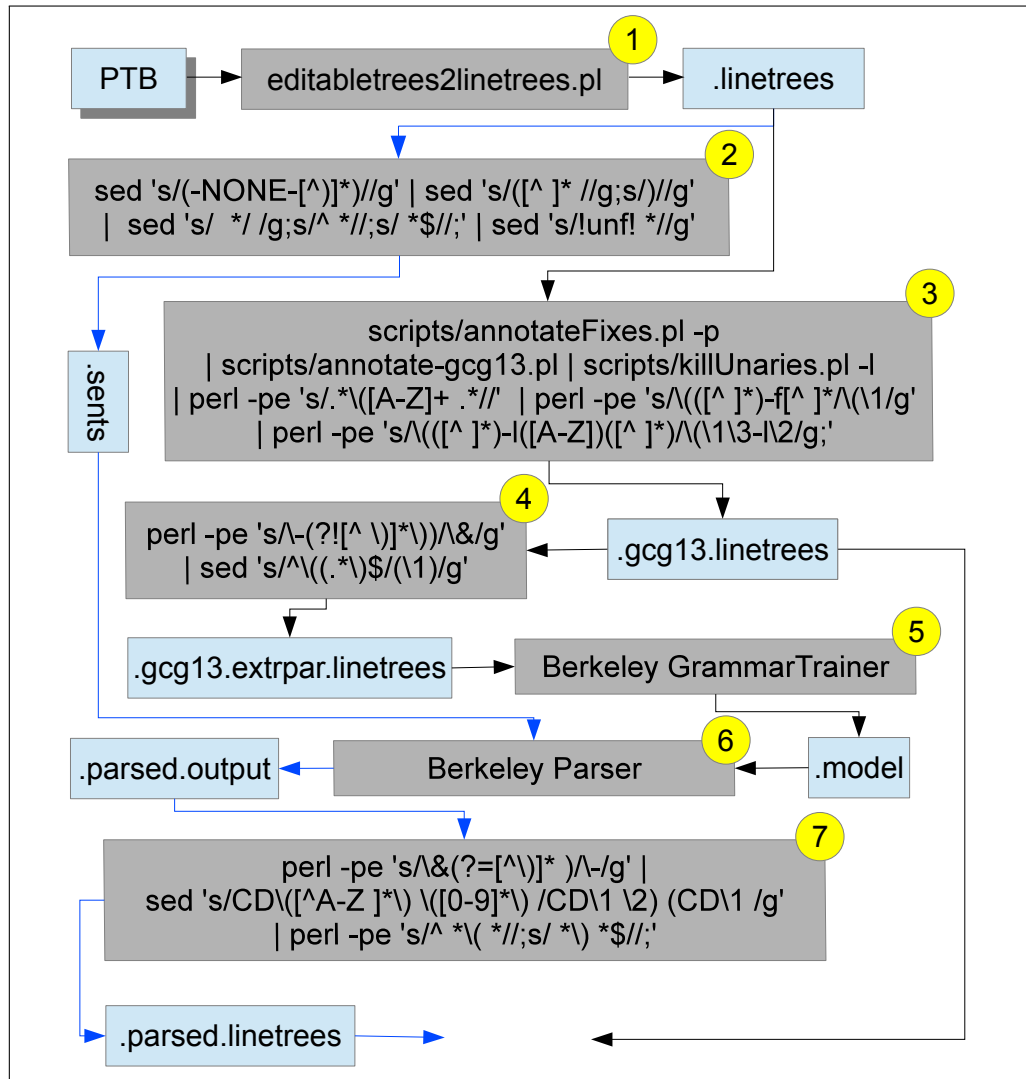 1
PTB
editabletrees2linetrees.pl
.linetrees
2
sed 's/(-NONE-[^)]*)//g' | sed 's/([^ ]* //g;s/)//g'
| sed 's/  */ /g;s/^ *//;s/ *$//;' | sed 's/!unf! *//g'
3
scripts/annotateFixes.pl -p
| scripts/annotate-gcg13.pl | scripts/killUnaries.pl -l
| perl -pe 's/.*\([A-Z]+ .*//' | perl -pe 's/\(([^ ]*)-f[^ ]*/\(\1/g'
| perl -pe 's/\(([^ ]*)-l([A-Z])([^ ]*)/\(\1\3-l\2/g;'
.sents
4
perl -pe 's/\-(?![^ \)]*\))/\&/g'
| sed 's/^\((.*\)$/(\1)/g'
.gcg13.linetrees
5
.gcg13.extrpar.linetrees
Berkeley GrammarTrainer
6
.parsed.output
Berkeley Parser
.model
7
perl -pe 's/\&(?=[^\)]* )/\-/g' |
sed 's/CD\([^A-Z ]*\) \([0-9]*\) /CD\1 \2) (CD\1 /g'
| perl -pe 's/^ *\( *//;s/ *\) *$//;'
.parsed.linetrees